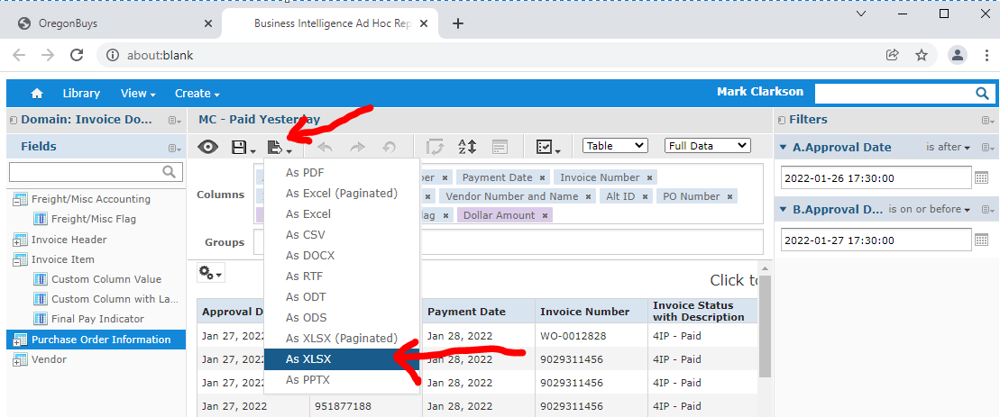 OregonBuys
Business Intelligence Ad Hoc Rep
about:blank
Library View Create
Mark Clarkson
Domain: Invoice Do...
MC - Paid Yesterday
Filters
Fields
Table
Full Data
A.Approval Date is after
2022-01-26 17:30:00
B.Approval D... is on or before
2022-01-27 17:30:00
Freight/Misc Accounting
Freight/Misc Flag
Invoice Header
Invoice Item
Custom Column Value
Custom Column with La...
Final Pay Indicator
Purchase Order Information
Vendor
As PDF
As Excel (Paginated)
As Excel
As CSV
As DOCX
As RTF
As ODT
As ODS
As XLSX (Paginated)
As XLSX
As PPTX
Columns
ber Payment Date Invoice Number
Vendor Number and Name Alt ID PO Number
lag Dollar Amount
Groups
Click to
Approval D Payment Date Invoice Number Invoice Status with Description
Jan 27, 2022 Jan 28, 2022 WO-0012828 4IP - Paid
Jan 27, 2022 Jan 28, 2022 9029311456 4IP - Paid
Jan 27, 2022 Jan 28, 2022 9029311456 4IP - Paid
Jan 27, 2022 951877188 Jan 28, 2022 9029311456 4IP - Paid